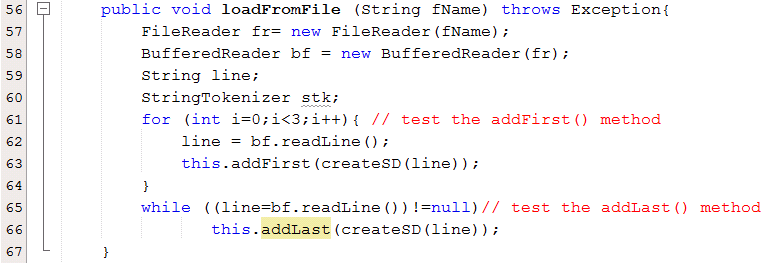 56 public void loadFromFile (String fName) throws Exception{
57 FileReader fr= new FileReader(fName);
58 BufferedReader bf = new BufferedReader(fr);
59 String line;
60 StringTokenizer stk;
61 for (int i=0;i<3;i++){ // test the addFirst() method
62 line = bf.readLine();
63 this.addFirst(createSD(line));
64 }
65 while ((line=bf.readLine())!=null)// test the addLast() method
66 this.addLast(createSD(line));
67 }